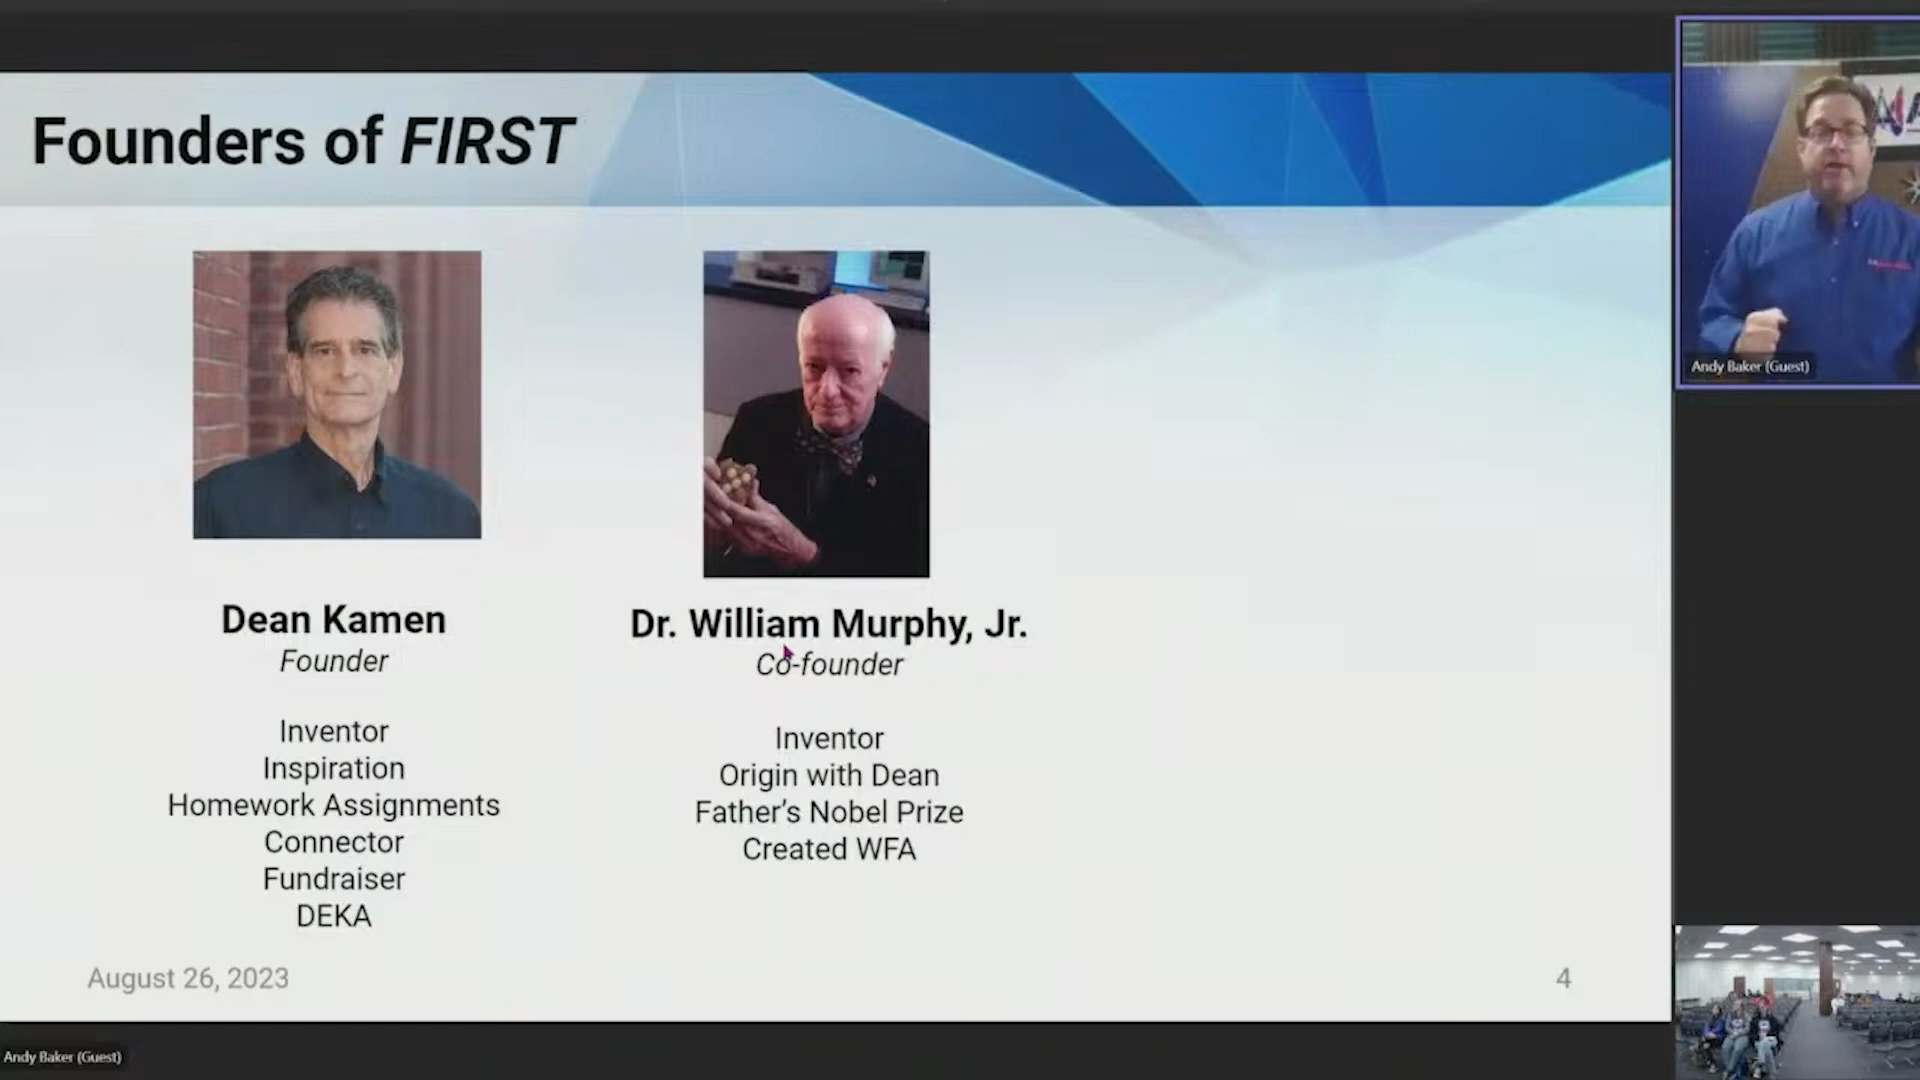 Founders of FIRST
Dean Kamen
Founder
Inventor
Inspiration
Homework Assignments
Connector
Fundraiser
DEKA
Dr. William Murphy, Jr.
Co-founder
Inventor
Origin with Dean
Father's Nobel Prize
Created WFA
August 26, 2023
4
Andy Baker (Guest)
Andy Baker (Guest)